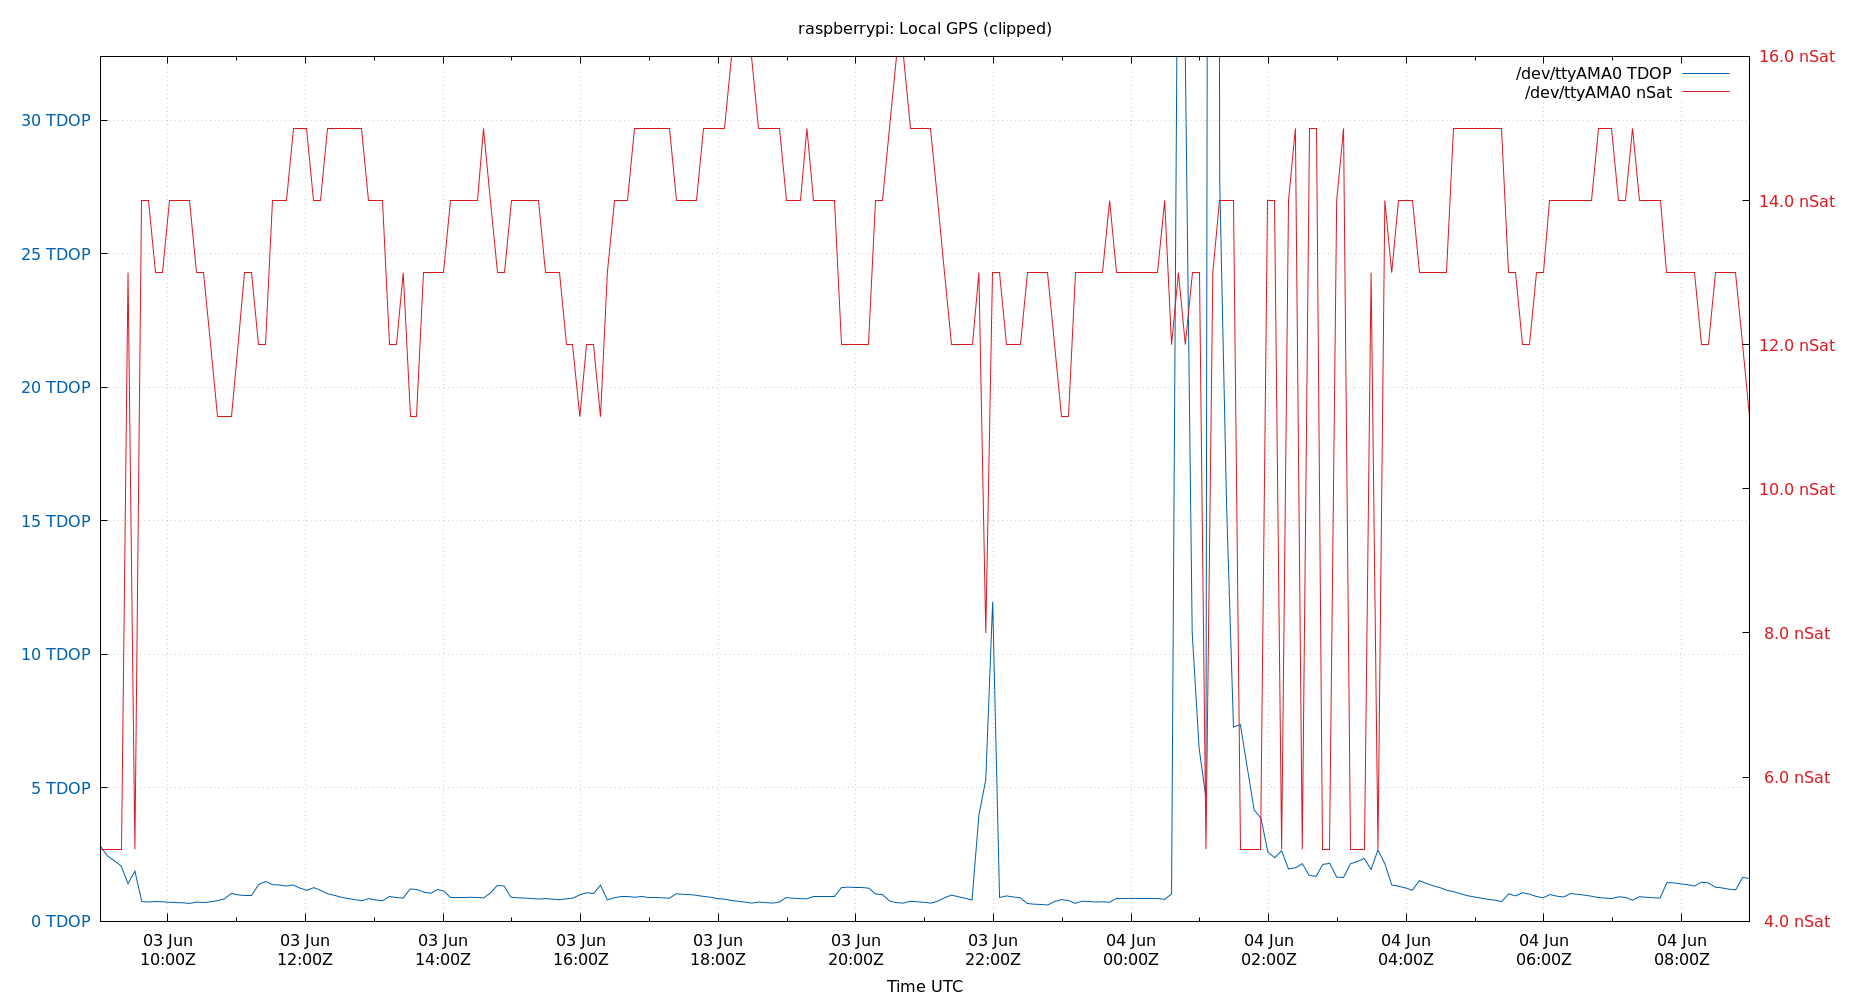 raspberrypi: Local GPS (clipped)
16.0 nSat
/dev/ttyAMA0 TDOP
/dev/ttyAMA0 nSat
30 TDOP
14.0 nSat
25 TDOP
12.0 nSat
20 TDOP
10.0 nSat
15 TDOP
8.0 nSat
10 TDOP
6.0 nSat
5 TDOP
0 TDOP
4.0 nSat
03 Jun 03 Jun 03 Jun 03 Jun 03 Jun 03 Jun 03 Jun 04 Jun 04 Jun 04 Jun 04 Jun 04 Jun
10:00Z 12:00Z 14:00Z 16:00Z 18:00Z 20:00Z 22:00Z 00:00Z 02:00Z 04:00Z 06:00Z 08:00Z
Time UTC